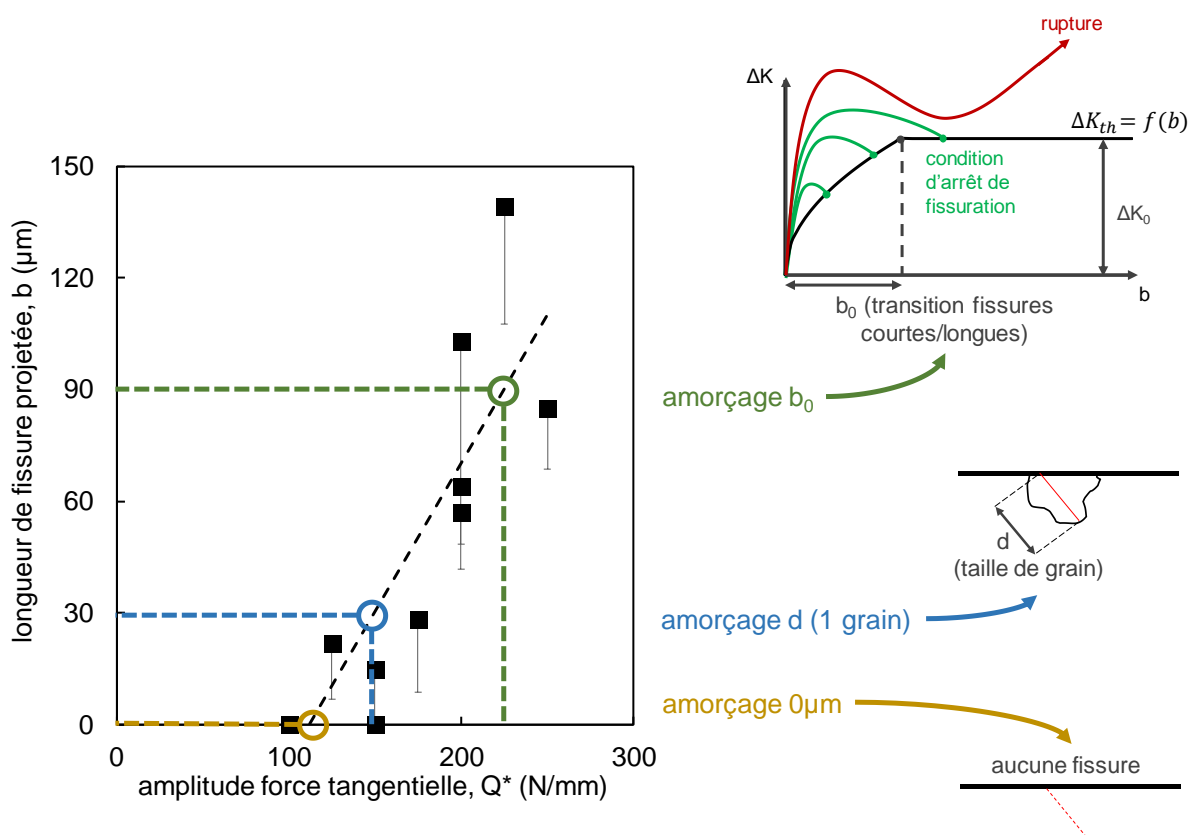 rupture
ΔK
ΔKth = f(b)
condition
d'arrêt de
fissuration
ΔK0
b
b0 (transition fissures
courtes/longues)
longueur de fissure projetée, b (µm)
150
120
90
60
30
0
0
100
200
300
amplitude force tangentielle, Q* (N/mm)
amorçage b0
d
(taille de grain)
amorçage d (1 grain)
amorçage 0µm
aucune fissure